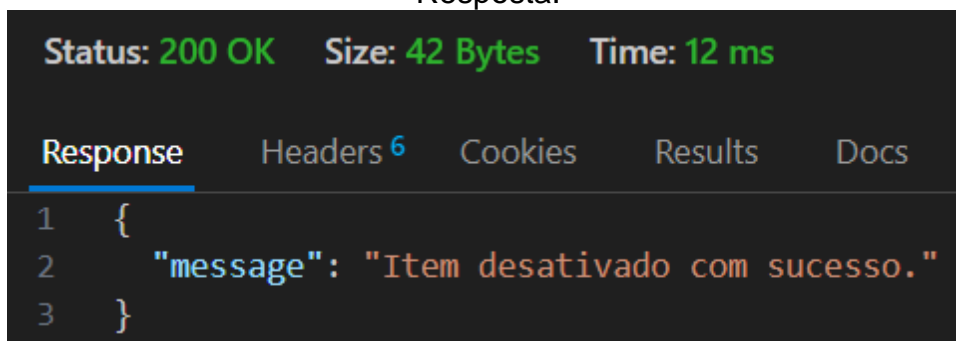 Resposta:
Status: 200 OK Size: 42 Bytes Time: 12 ms
Response Headers 6 Cookies Results Docs
1 {
2 "message": "Item desativado com sucesso."
3 }